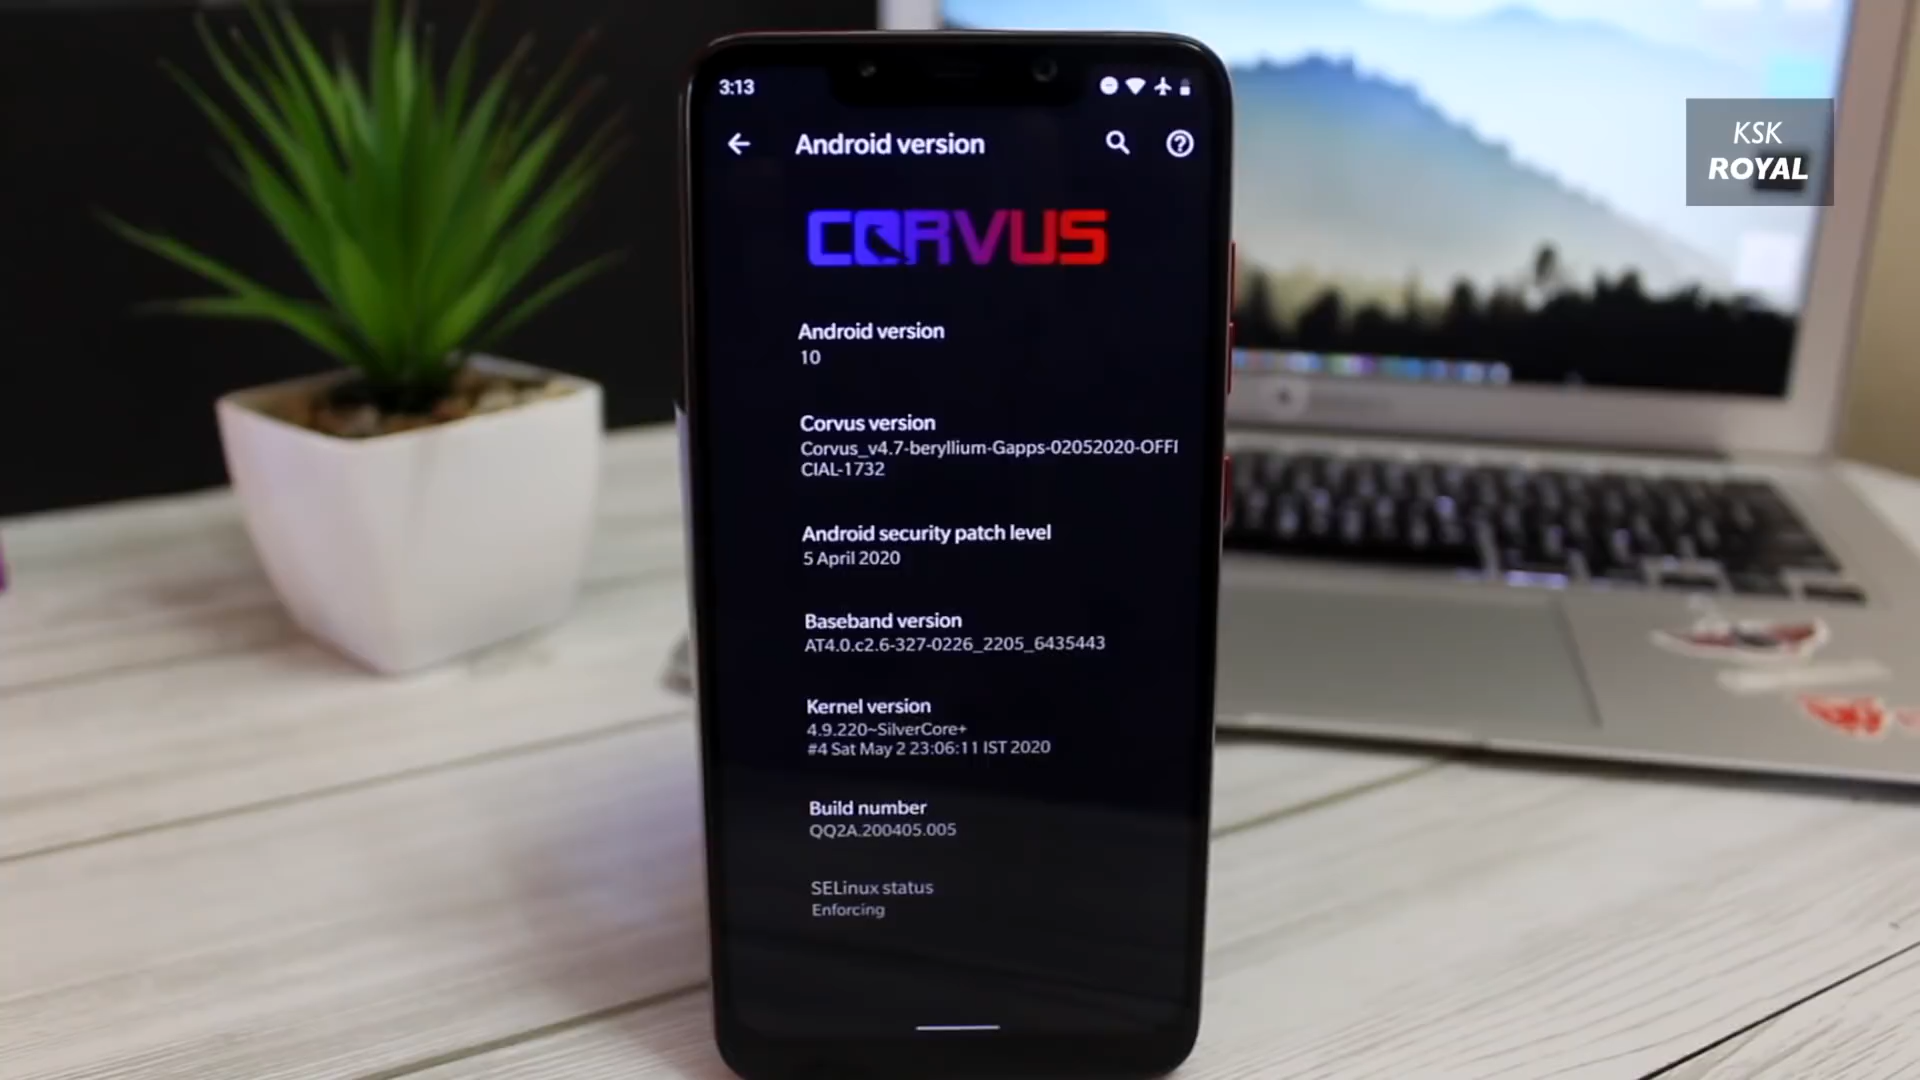 3:13
Android version
CORVUS
Android version
10
Corvus version
Corvus_v4.7-beryllium-Gapps-02052020-OFFI
CIAL-1732
Android security patch level
5 April 2020
Baseband version
AT4.0.c2.6-327-0226_2205_6435443
Kernel version
4.9.220~SilverCore+
#4 Sat May 2 23:06:11 IST 2020
Build number
QQ2A.200405.005
SELinux status
Enforcing
KSK
ROYAL